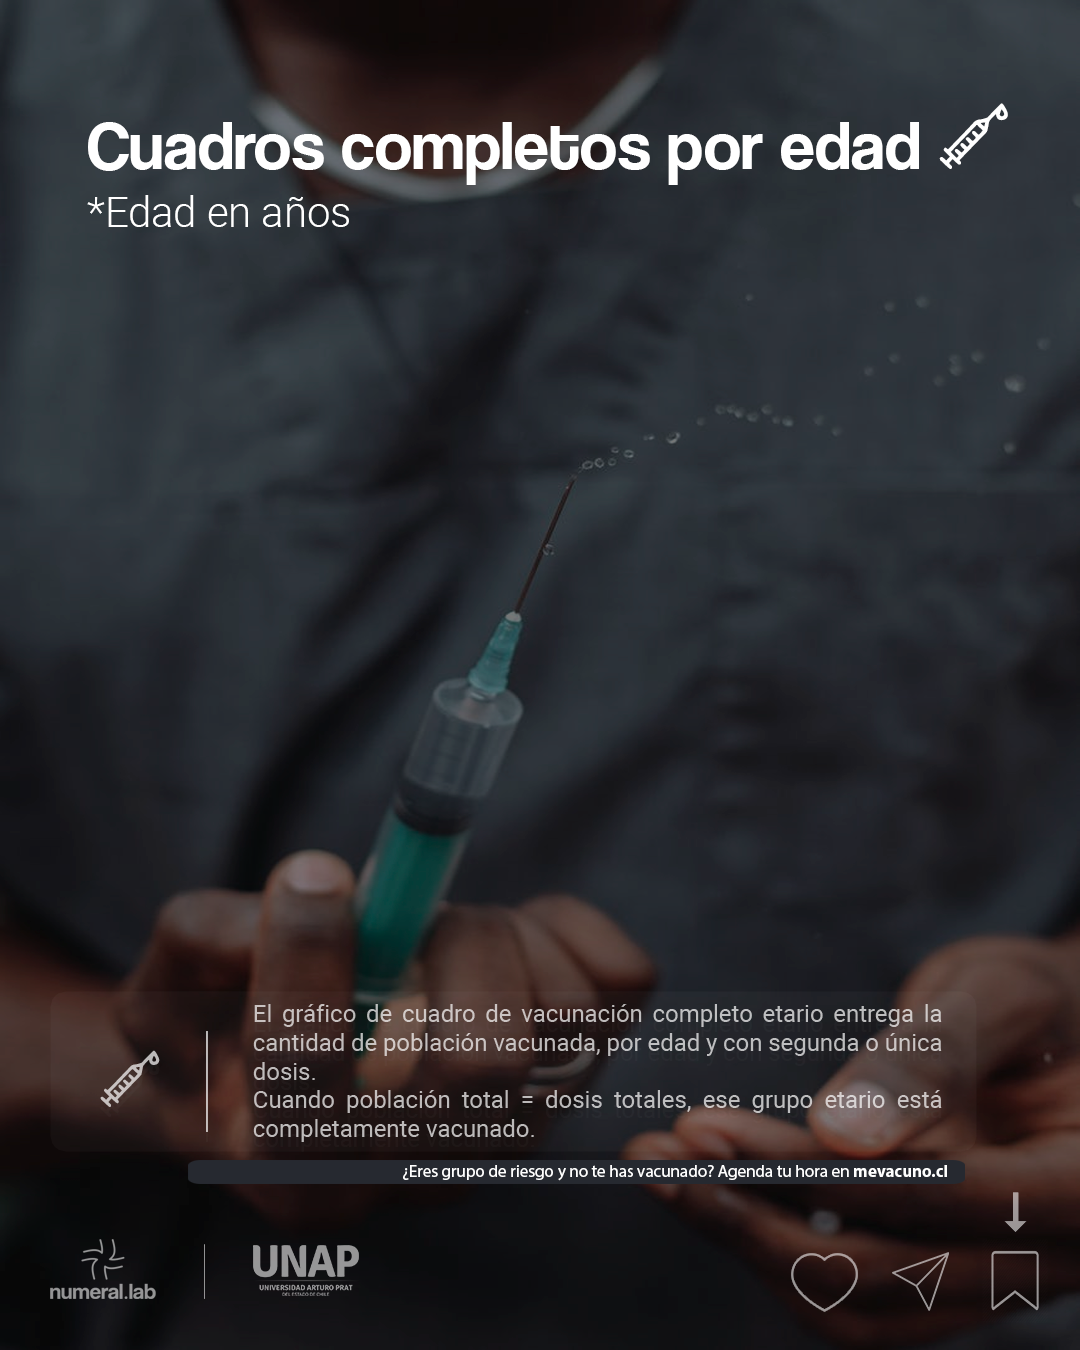 Cuadros completos por edad
*Edad en años
El gráfico de cuadro de vacunación completo etario entrega la
cantidad de población vacunada, por edad y con segunda o única
dosis.
Cuando población total = dosis totales, ese grupo etario está
completamente vacunado.
¿Eres grupo de riesgo y no te has vacunado? Agenda tu hora en mevacuno.cl
numeral.lab
UNAP
UNIVERSIDAD ARTURO PRAT
DEL ESTADO DE CHILE